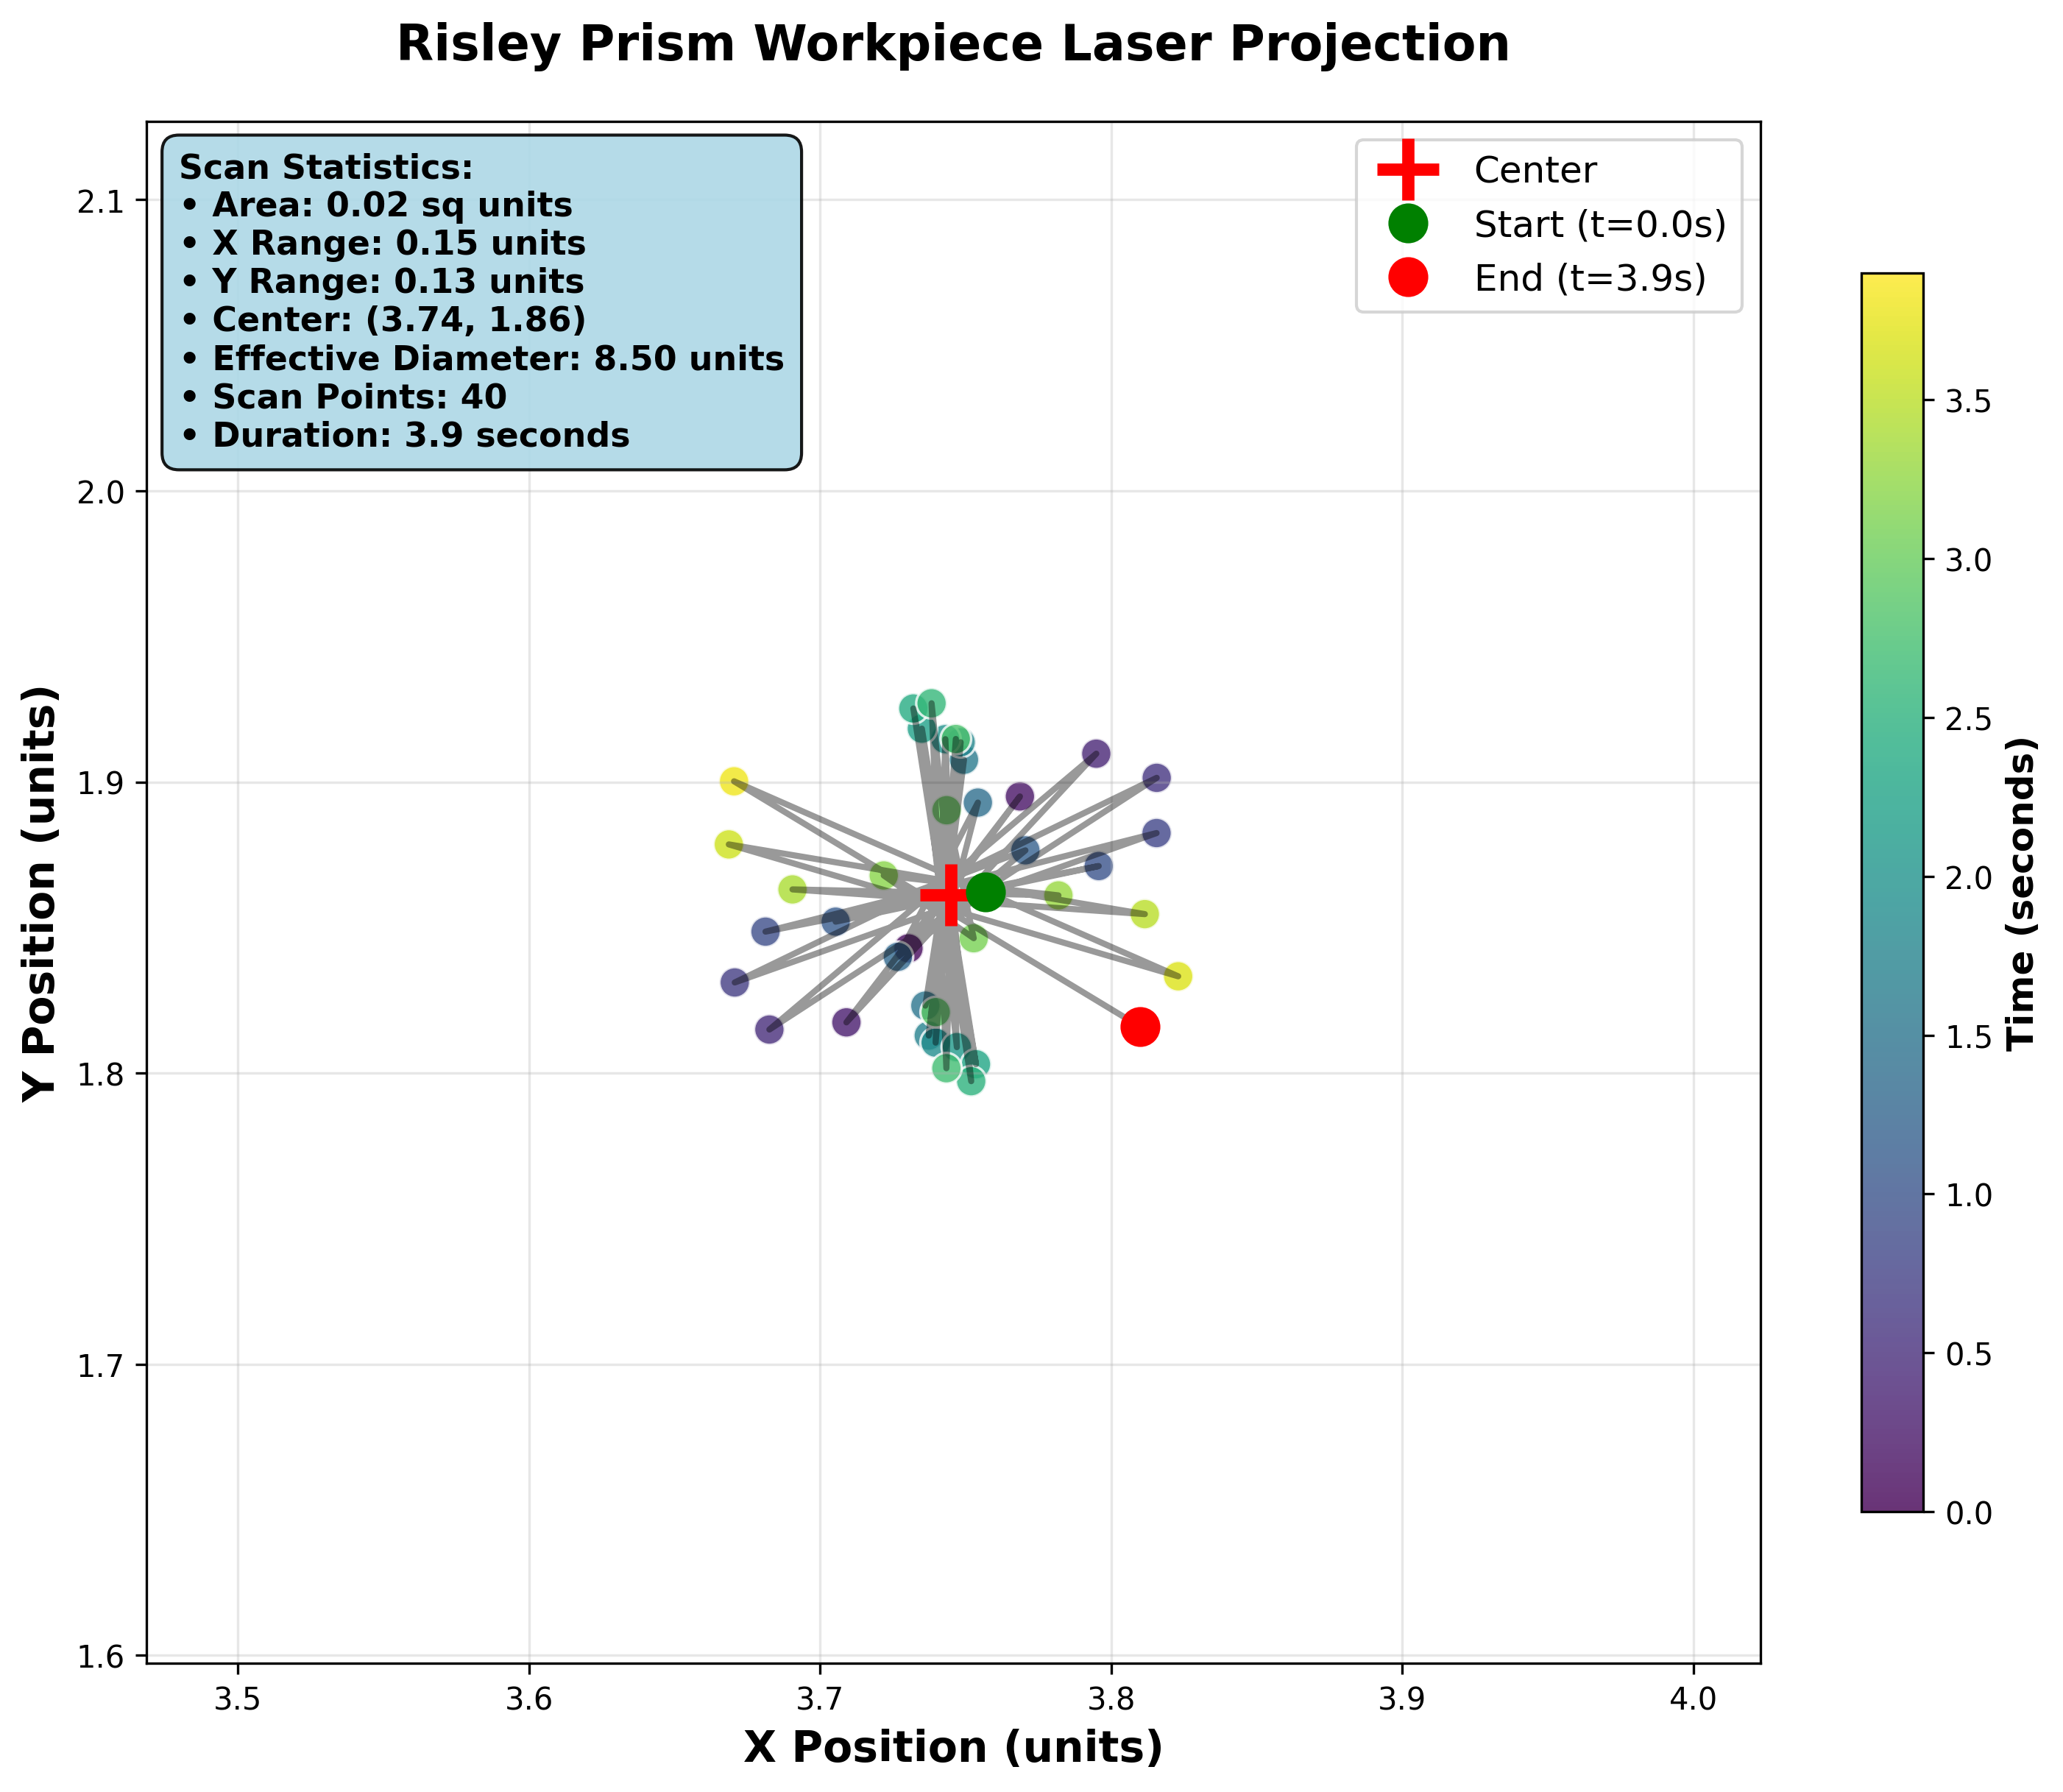 Risley Prism Workpiece Laser Projection
Scan Statistics:
• Area: 0.02 sq units
• X Range: 0.15 units
• Y Range: 0.13 units
• Center: (3.74, 1.86)
• Effective Diameter: 8.50 units
• Scan Points: 40
• Duration: 3.9 seconds
Center
Start (t=0.0s)
End (t=3.9s)
Y Position (units)
2.1
2.0
1.9
1.8
1.7
1.6
3.5
3.6
3.7
3.8
3.9
4.0
X Position (units)
3.5
3.0
2.5
2.0
1.5
1.0
0.5
0.0
Time (seconds)